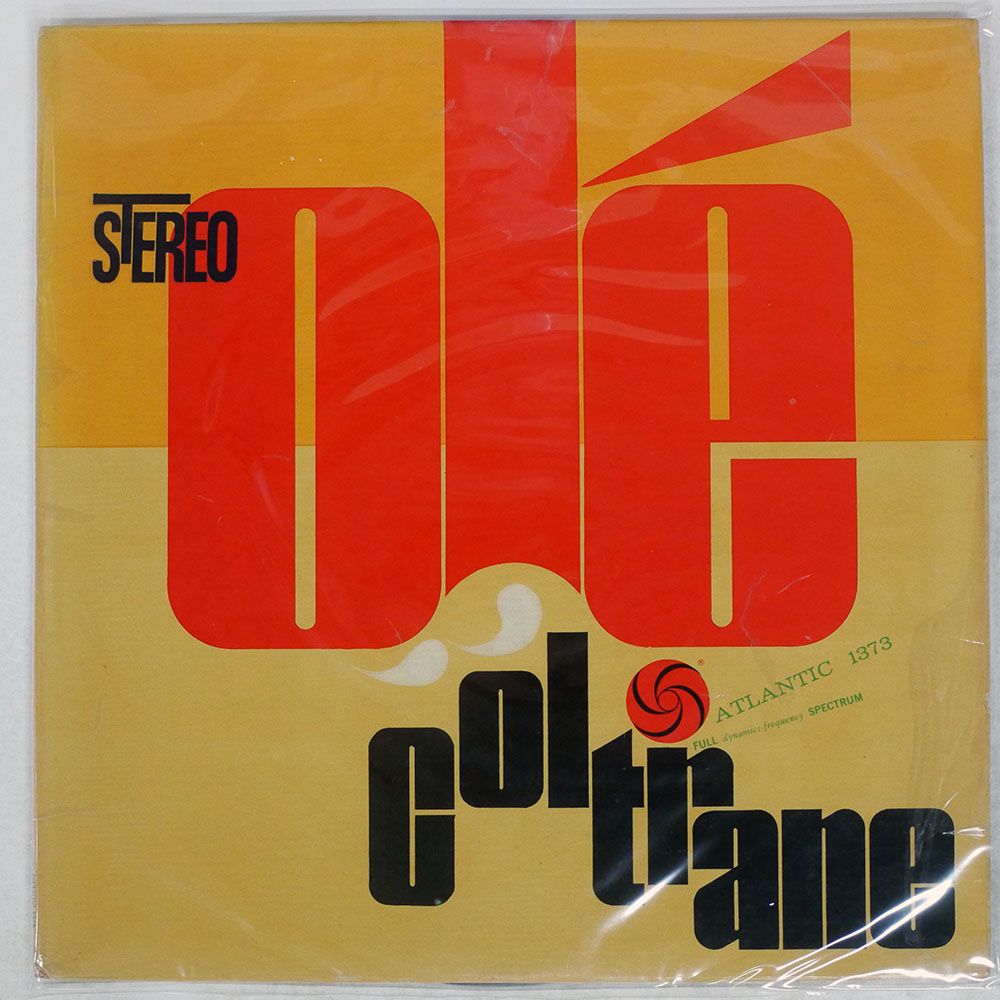 olé
STEREO
coltrane
ATLANTIC 1373
FULL dynamics-frequency SPECTRUM
®